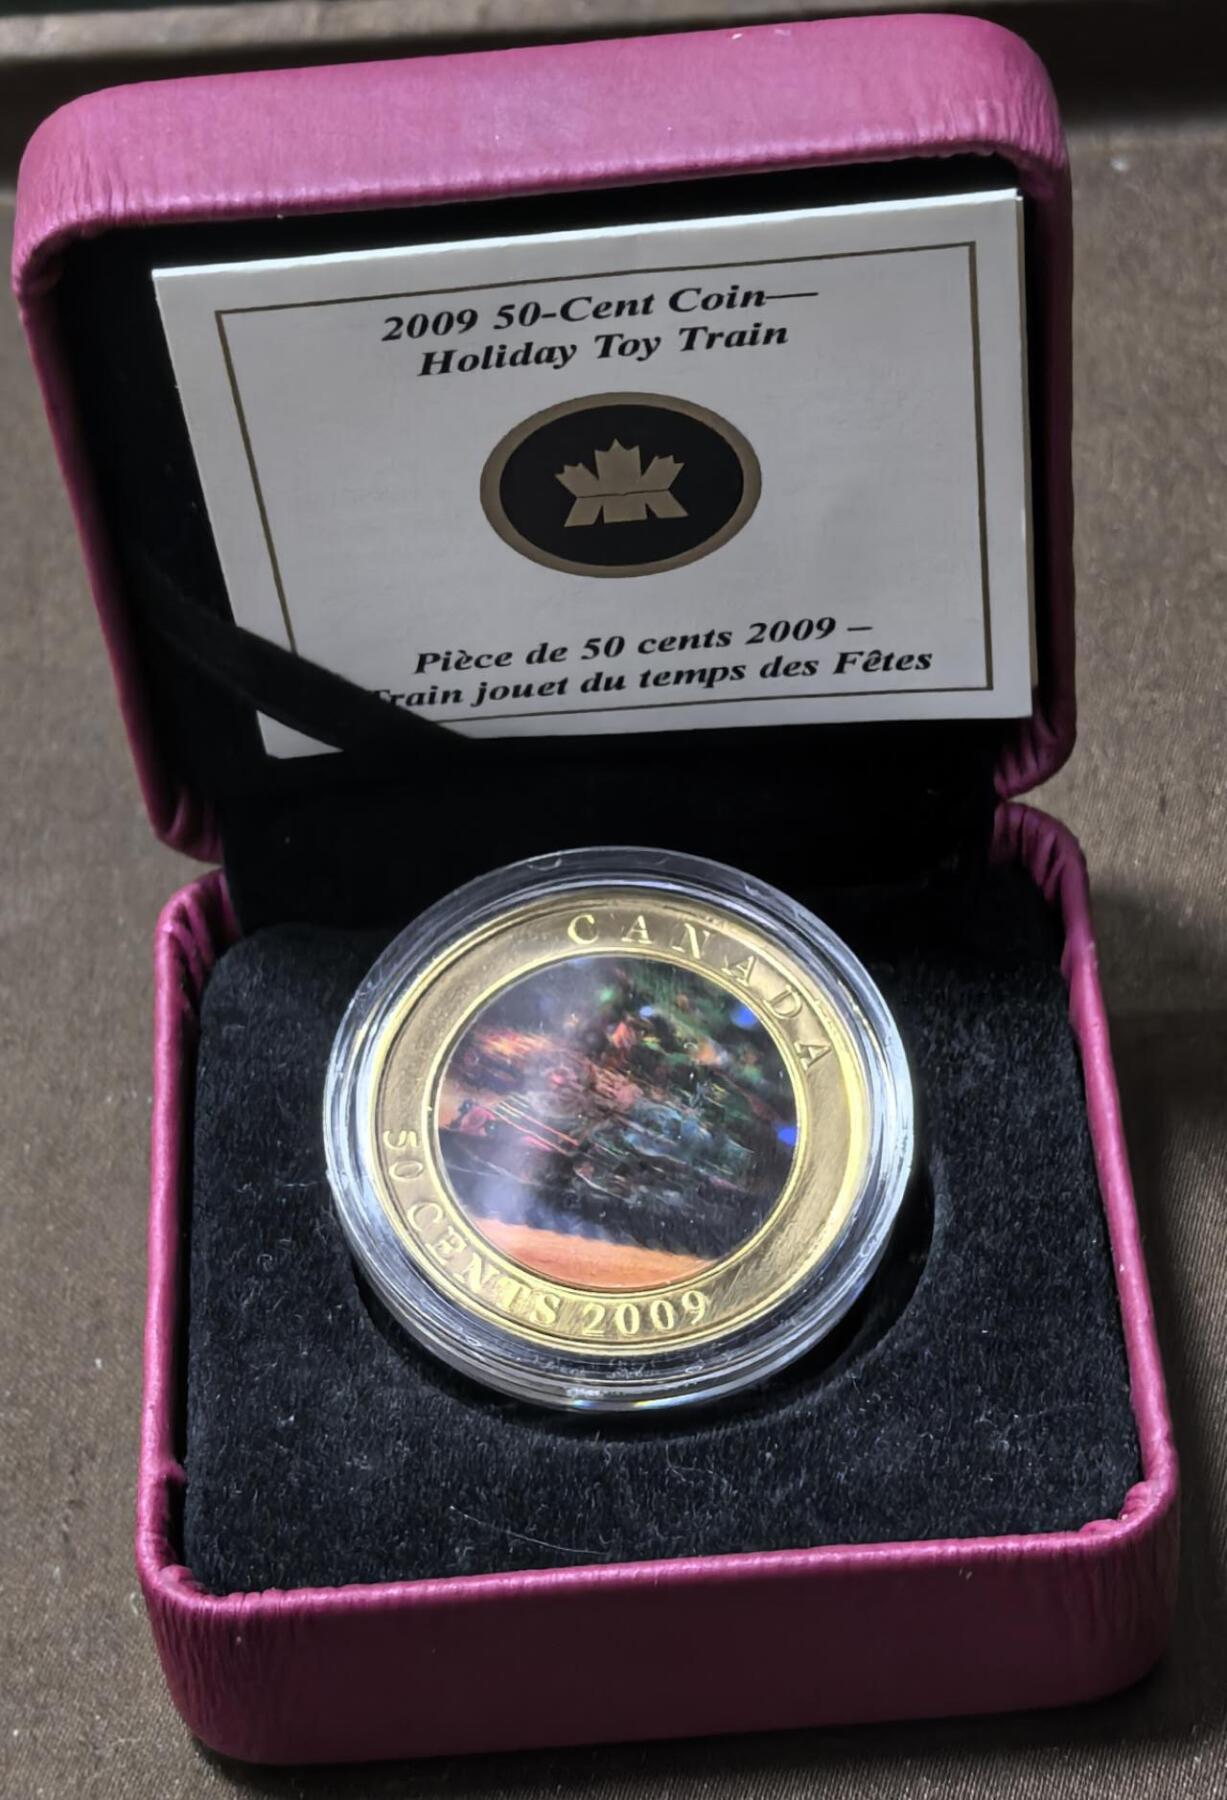 2009 50-Cent Coin—
Holiday Toy Train
Pièce de 50 cents 2009 –
Train jouet du temps des Fêtes
CANADA
50 CENTS 2009